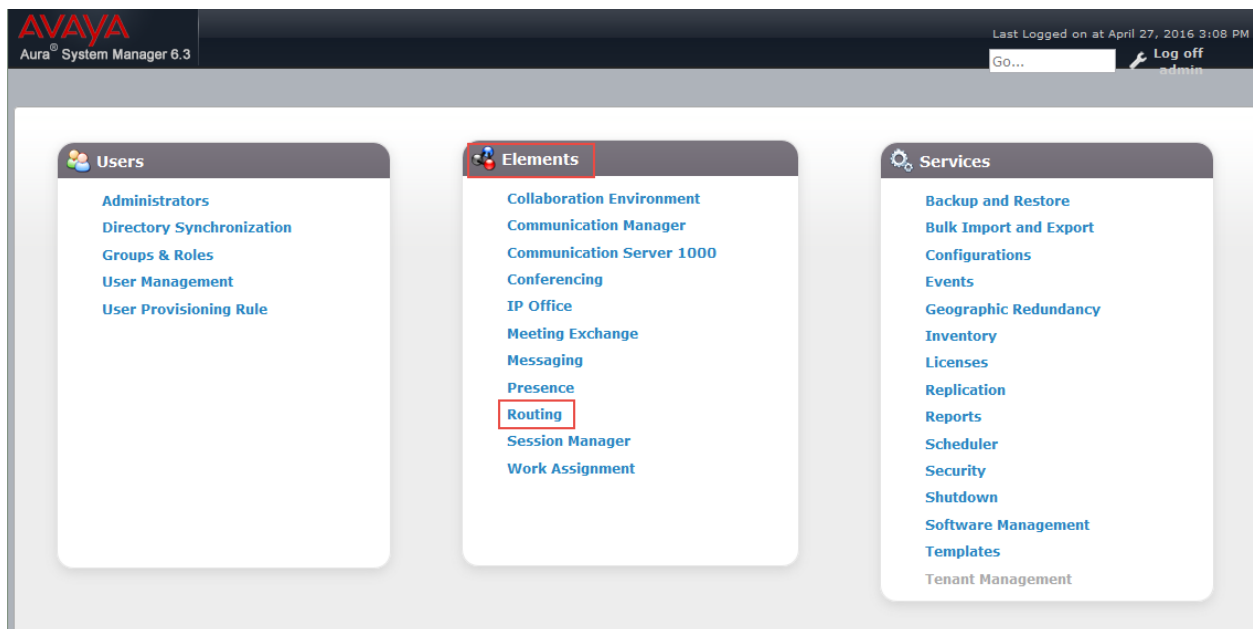 AVAYA
Aura® System Manager 6.3
Last Logged on at April 27, 2016 3:08 PM
Go...
Log off
admin
Users
Administrators
Directory Synchronization
Groups & Roles
User Management
User Provisioning Rule
Elements
Collaboration Environment
Communication Manager
Communication Server 1000
Conferencing
IP Office
Meeting Exchange
Messaging
Presence
Routing
Session Manager
Work Assignment
Services
Backup and Restore
Bulk Import and Export
Configurations
Events
Geographic Redundancy
Inventory
Licenses
Replication
Reports
Scheduler
Security
Shutdown
Software Management
Templates
Tenant Management